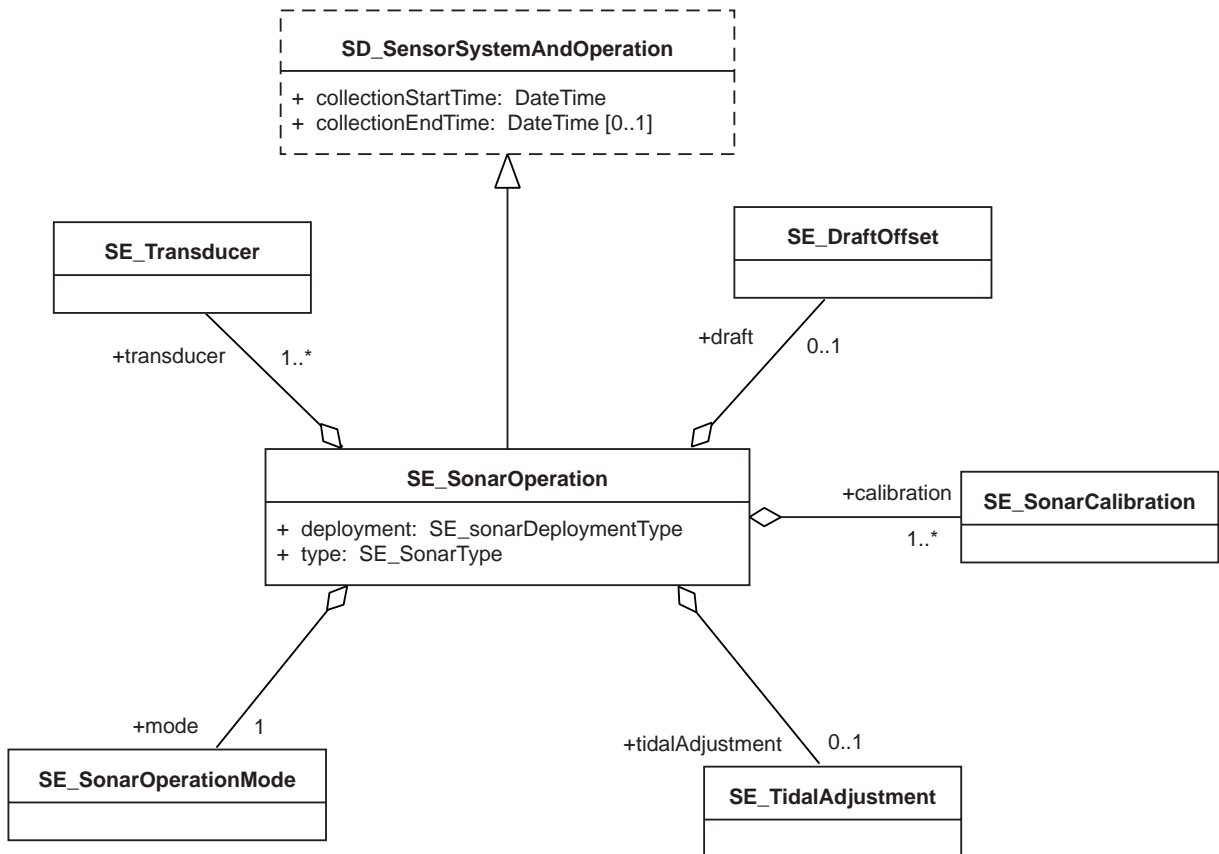 SD_SensorSystemAndOperation
+ collectionStartTime: DateTime
+ collectionEndTime: DateTime [0..1]
SE_Transducer
SE_DraftOffset
+transducer
1..*
+draft
0..1
SE_SonarOperation
+ deployment: SE_sonarDeploymentType
+ type: SE_SonarType
+calibration
1..*
SE_SonarCalibration
+mode
1
+tidalAdjustment
0..1
SE_SonarOperationMode
SE_TidalAdjustment